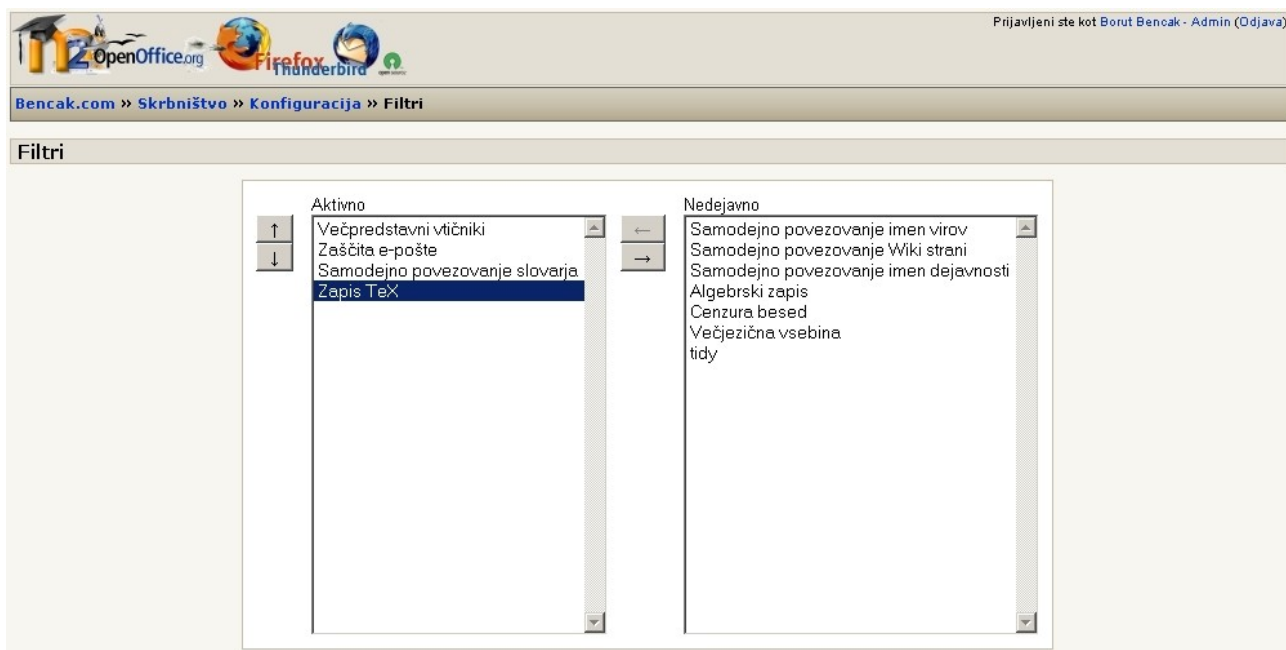 OpenOffice.org Firefox
Thunderbird
open source
Prijavljeni ste kot Borut Bencak - Admin (Odjava)
Bencak.com » Skrbništvo » Konfiguracija » Filtri
Filtri
Aktivno
↑
↓
Večpredstavni vtičniki
Zaščita e-pošte
Samodejno povezovanje slovarja
Zapis TeX
←
→
Nedejavno
Samodejno povezovanje imen virov
Samodejno povezovanje Wiki strani
Samodejno povezovanje imen dejavnosti
Algebrski zapis
Cenzura besed
Večjezična vsebina
tidy